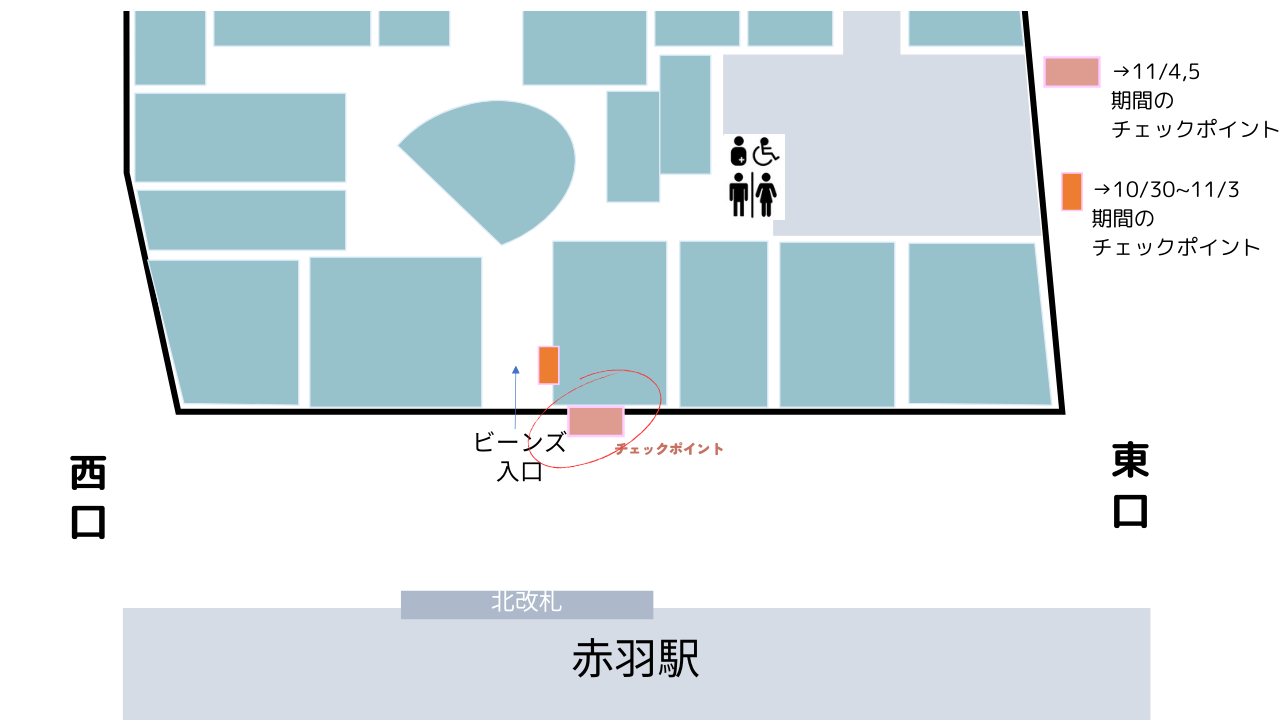 →11/4,5
期間の
チェックポイント
→10/30~11/3
期間の
チェックポイント
ビーンズ
入口
チェックポイント
西
口
東
口
北改札
赤羽駅